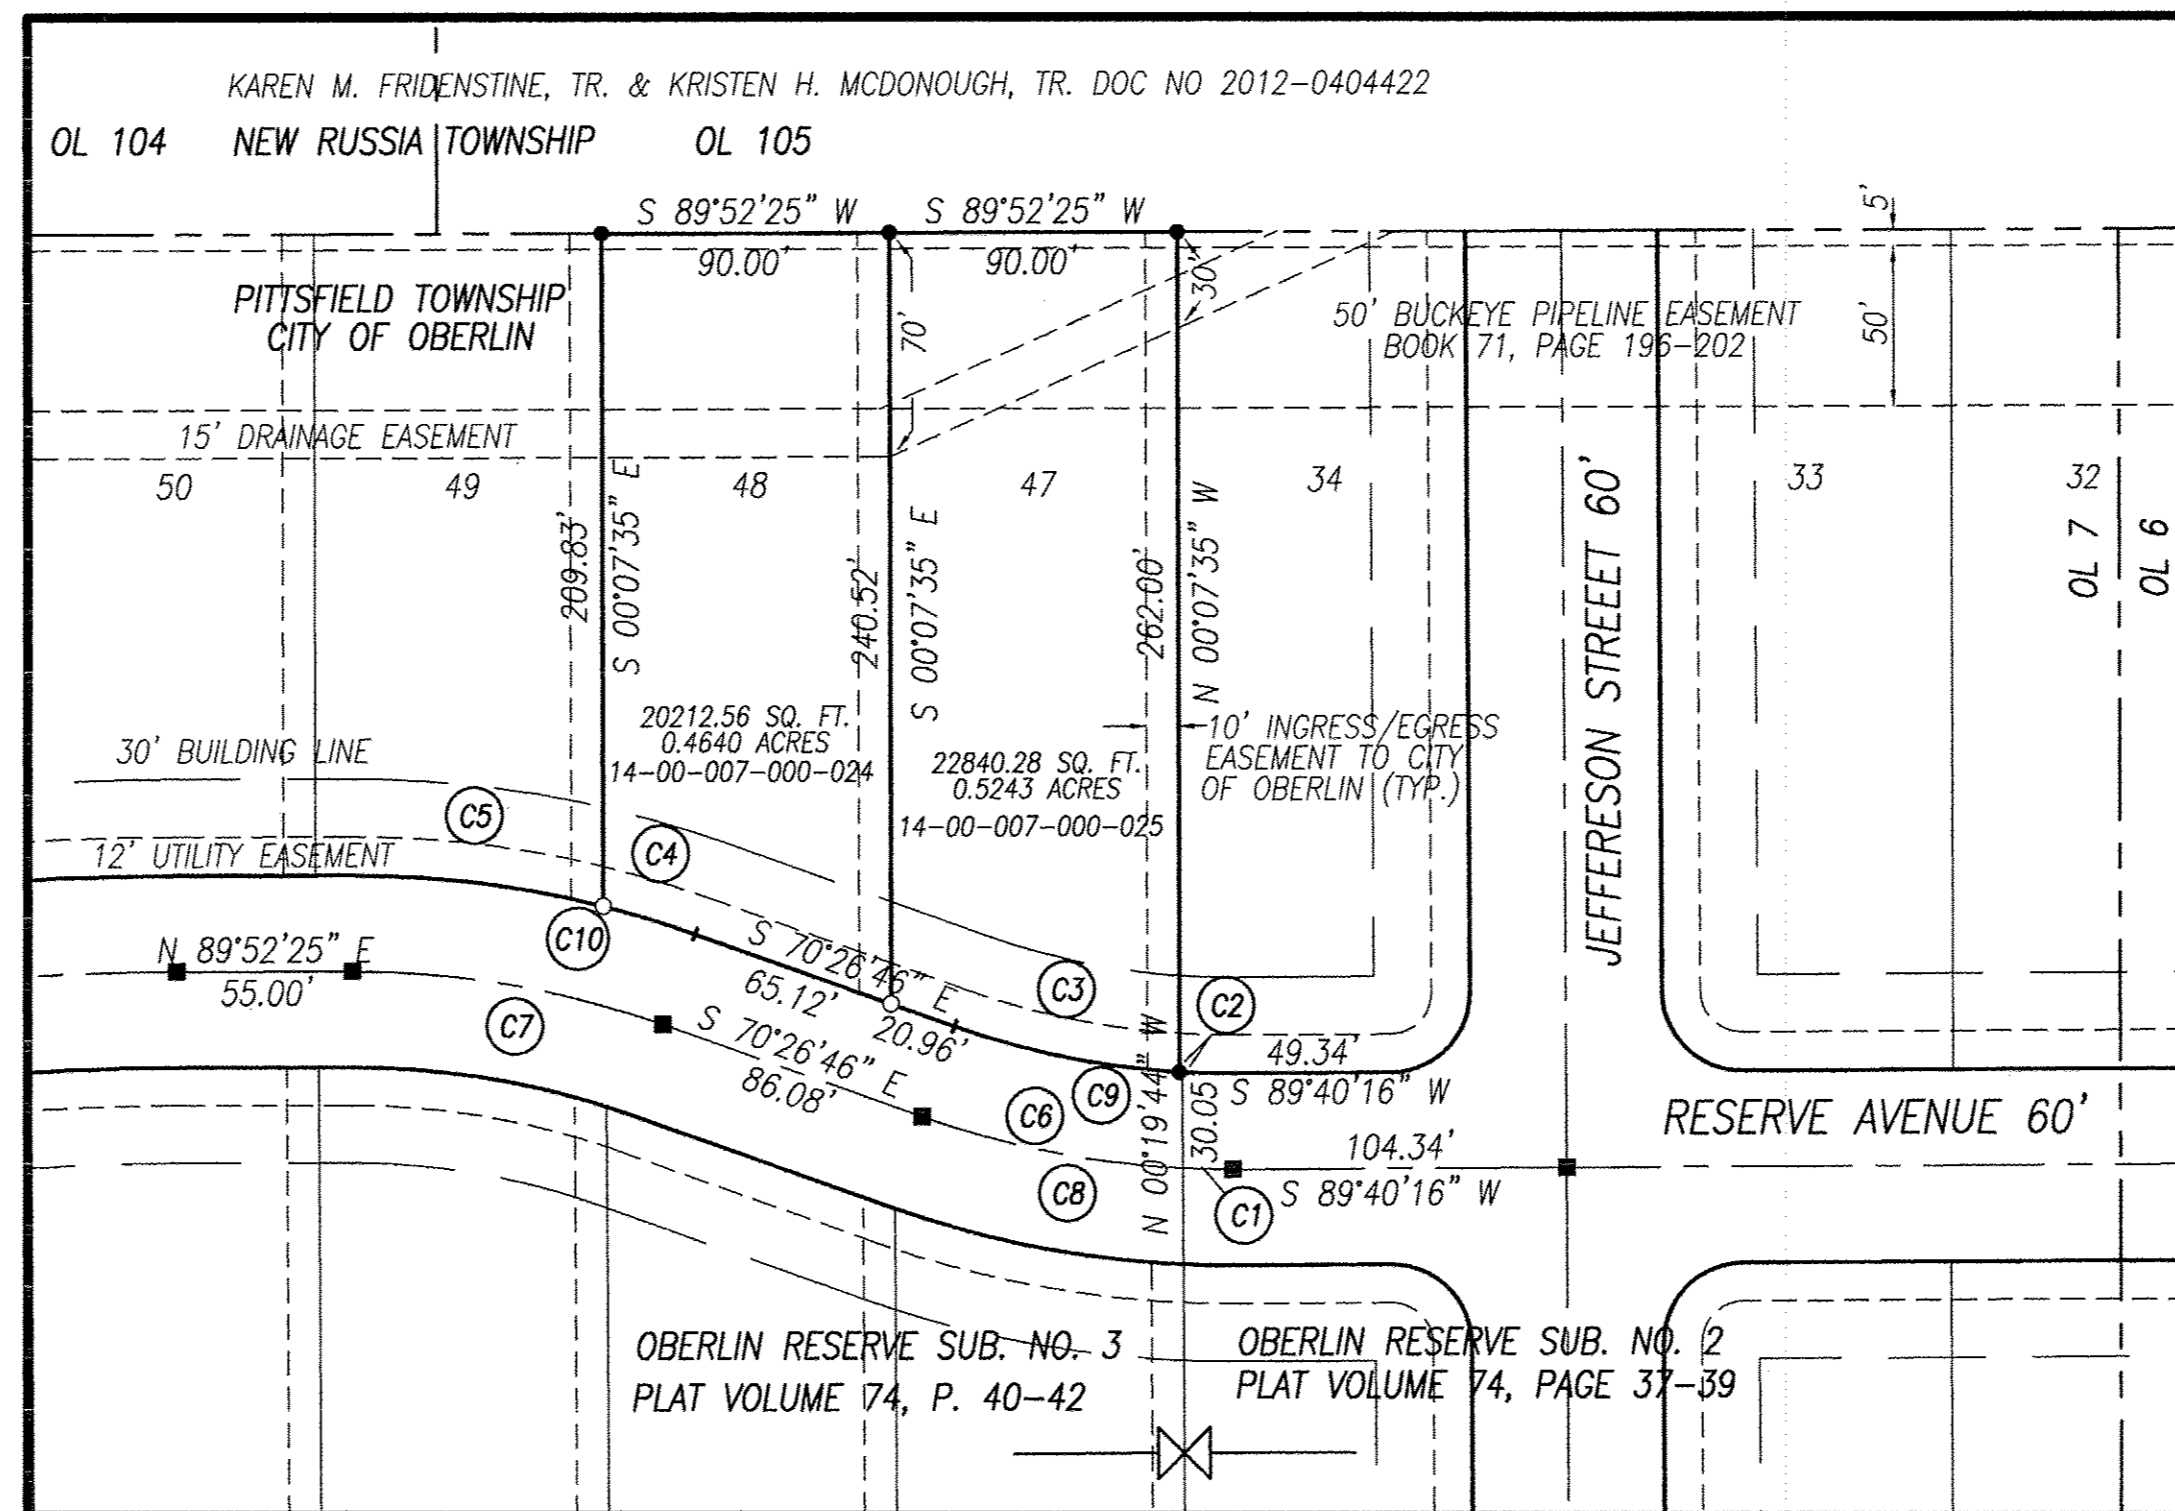 KAREN M. FRIDENSTINE, TR. & KRISTEN H. MCDONOUGH, TR. DOC NO 2012-0404422
OL 104 NEW RUSSIA TOWNSHIP OL 105
S 89°52'25" W
90.00'
S 89°52'25" W
90.00'
5'
50'
30'
70'
PITTSFIELD TOWNSHIP
CITY OF OBERLIN
50' BUCKEYE PIPELINE EASEMENT
BOOK 71, PAGE 196-202
15' DRAINAGE EASEMENT
50
49
48
47
34
33
32
OL 7
OL 6
209.83'
S 00°07'35" E
240.52'
S 00°07'35" E
262.00'
N 00°07'35" W
JEFFERESON STREET 60'
20212.56 SQ. FT.
0.4640 ACRES
14-00-007-000-024
22840.28 SQ. FT.
0.5243 ACRES
14-00-007-000-025
10' INGRESS/EGRESS
EASEMENT TO CITY
OF OBERLIN (TYP.)
30' BUILDING LINE
12' UTILITY EASEMENT
C5
C4
C10
C3
C2
N 89°52'25" E
55.00'
C7
S 70°26'46" E
65.12'
20.96'
S 70°26'46" E
86.08'
C6
C9
C8
N 00°19'44" W
30.05
49.34'
S 89°40'16" W
104.34'
S 89°40'16" W
C1
RESERVE AVENUE 60'
OBERLIN RESERVE SUB. NO. 3
PLAT VOLUME 74, P. 40-42
OBERLIN RESERVE SUB. NO. 2
PLAT VOLUME 74, PAGE 37-39